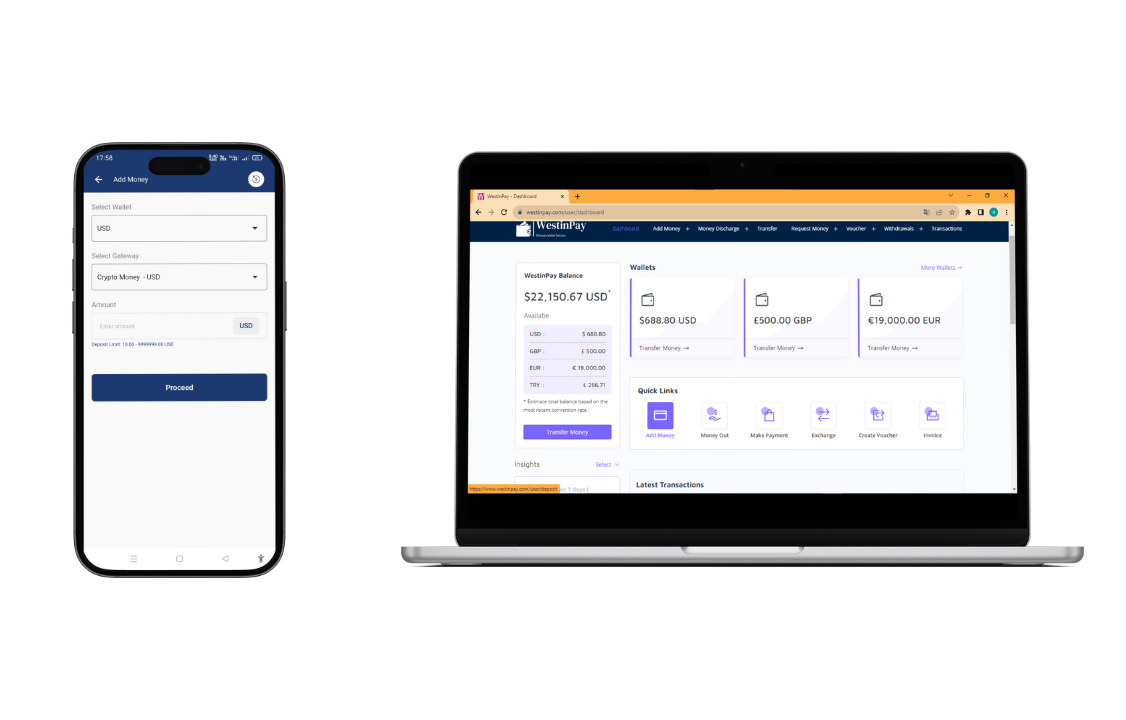 17:58
Add Money
Select Wallet
USD
Select Gateway
Crypto Money - USD
Amount
Enter amount
USD
Deposit Limit: 10.00 - 9999999.00 USD
Proceed
WestinPay - Dashboard
westinpay.com/user/dashboard
WestinPay
Dashboard Add Money + Money Discharge + Transfer Request Money + Voucher + Withdrawals + Transactions
WestinPay Balance
$22,150.67 USD*
Availabe
USD : $ 688.80
GBP : £ 500.00
EUR : € 19,000.00
TRY : ₺ 266.71
* Estimate total balance based on the
most recent conversion rate .
Transfer Money
Insights Select
https://www.westinpay.com/user/deposit
Wallets More Wallets →
$688.80 USD £500.00 GBP €19,000.00 EUR
Transfer Money → Transfer Money → Transfer Money →
Quick Links
Add Money Money Out Make Payment Exchange Create Voucher Invoice
Latest Transactions